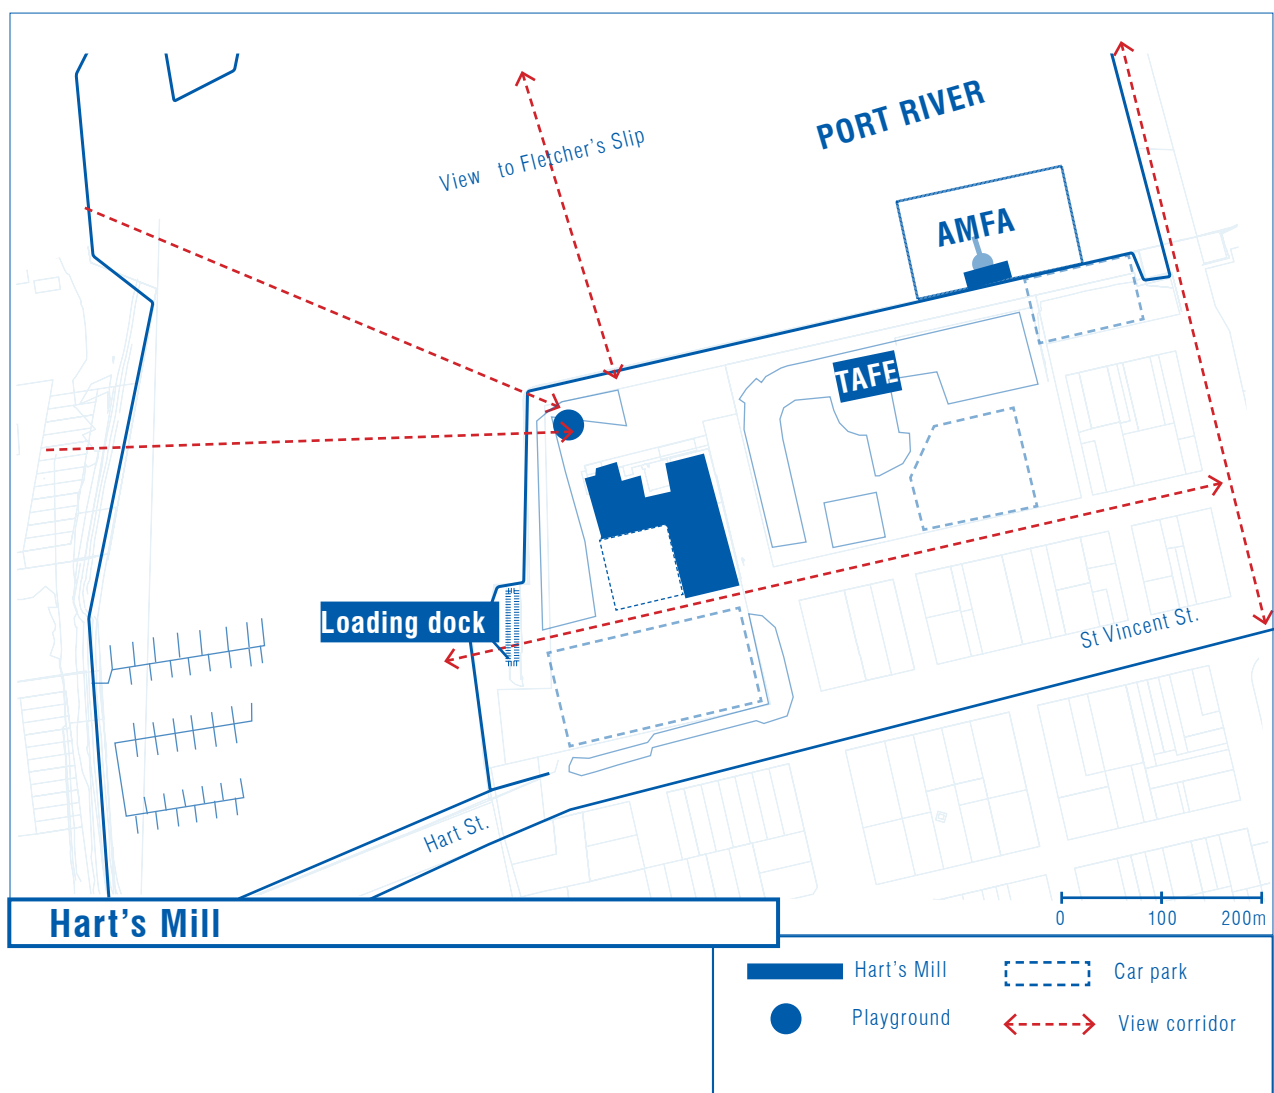 PORT RIVER
View to Fletcher's Slip
AMFA
TAFE
Loading dock
St Vincent St.
Hart St.
Hart's Mill
0 100 200m
Hart's Mill
Car park
Playground
View corridor